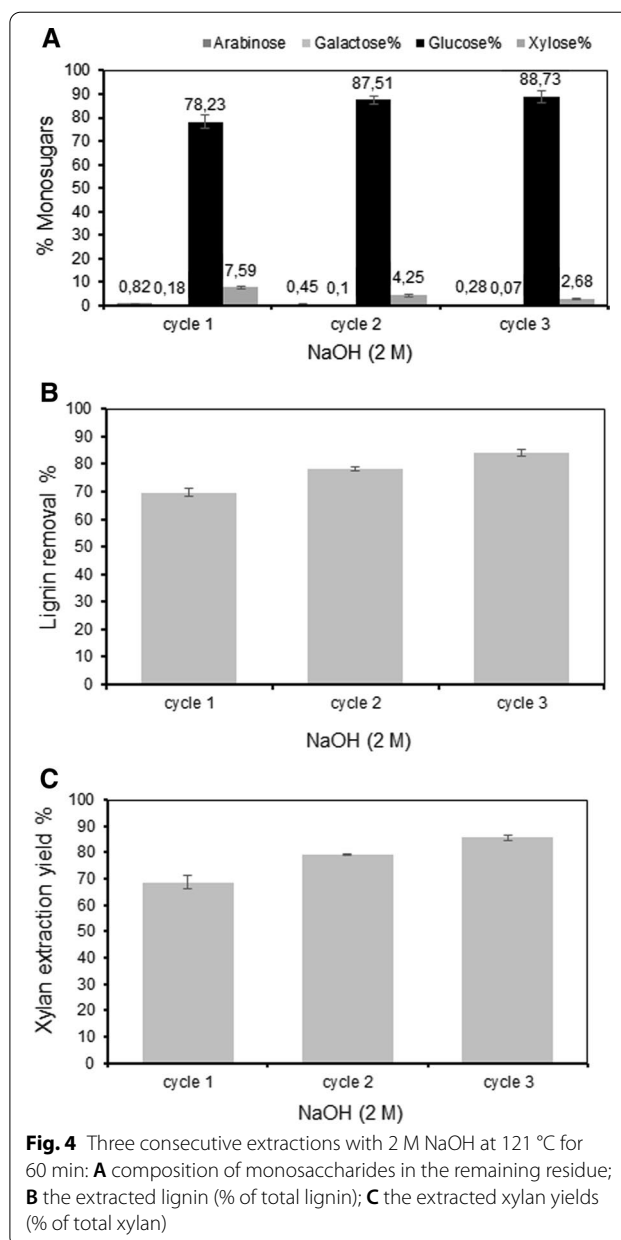 A
Arabinose Galactose% Glucose% Xylose%
100
90
80
70
60
50
40
30
20
10
0
% Monosugars
0,82 0,18 78,23 7,59
0,45 0,1 87,51 4,25
0,28 0,07 88,73 2,68
cycle 1 cycle 2 cycle 3
NaOH (2 M)
B
100
90
80
70
60
50
40
30
20
10
0
Lignin removal %
cycle 1 cycle 2 cycle 3
NaOH (2 M)
C
100
90
80
70
60
50
40
30
20
10
0
Xylan extraction yield %
cycle 1 cycle 2 cycle 3
NaOH (2 M)
Fig. 4 Three consecutive extractions with 2 M NaOH at 121 °C for
60 min: A composition of monosaccharides in the remaining residue;
B the extracted lignin (% of total lignin); C the extracted xylan yields
(% of total xylan)